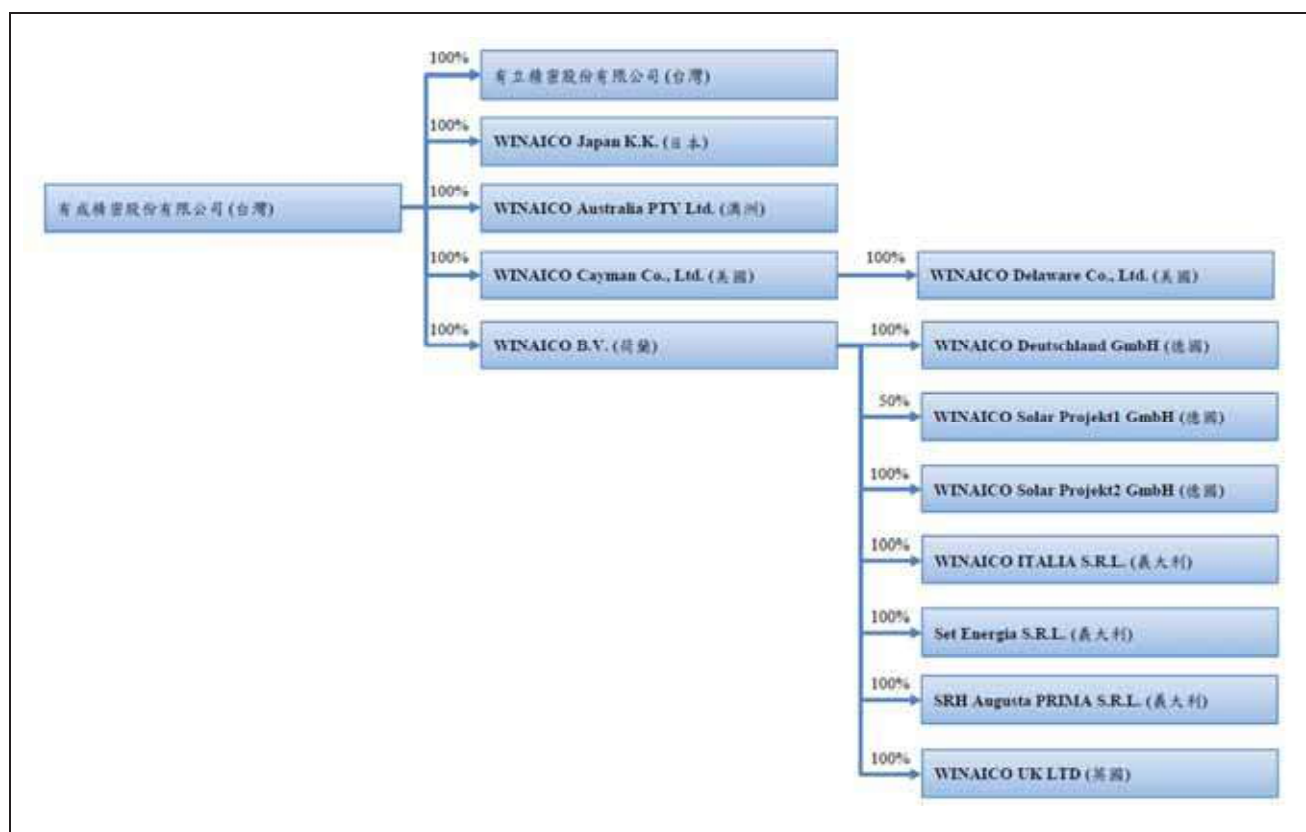 100%
有立精密股份有限公司 (台灣)
100%
WINAICO Japan K.K. (日本)
有成精密股份有限公司 (台灣)
100%
WINAICO Australia PTY Ltd. (澳洲)
100%
WINAICO Cayman Co., Ltd. (美國)
100%
WINAICO Delaware Co., Ltd. (美國)
100%
WINAICO B.V. (荷蘭)
100%
WINAICO Deutschland GmbH (德國)
50%
WINAICO Solar Projekt1 GmbH (德國)
100%
WINAICO Solar Projekt2 GmbH (德國)
100%
WINAICO ITALIA S.R.L. (義大利)
100%
Set Energia S.R.L. (義大利)
100%
SRH Augusta PRIMA S.R.L. (義大利)
100%
WINAICO UK LTD (英國)